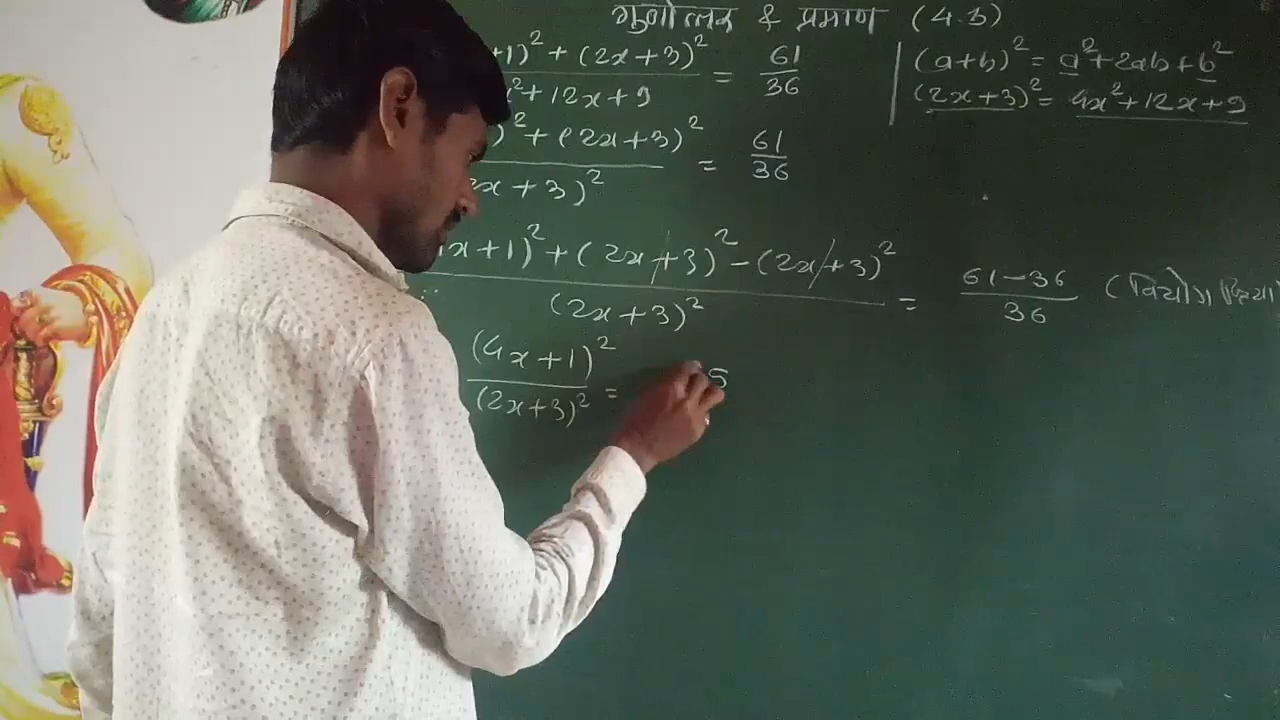 गुणोत्तर & प्रमाण (4.3)
+1)² + (2x+3)² = 61
x² + 12x + 9 36
(a+b)² = a² + 2ab + b²
(2x+3)² = 4x² + 12x + 9
)² + (2x+3)² = 61
x + 3)² 36
x+1)² + (2x+3)² - (2x+3)² = 61-36 (वियोग क्रिया
(2x+3)² 36
(4x+1)² = 5
(2x+3)²